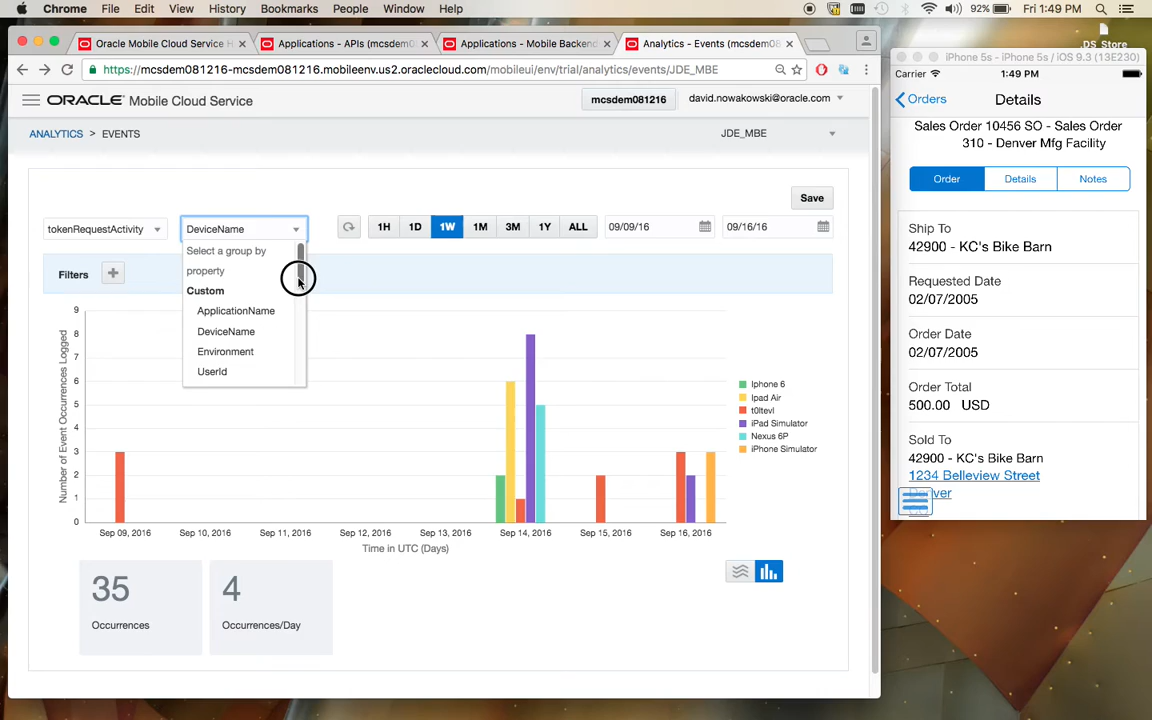 Chrome File Edit View History Bookmarks People Window Help
92% Fri 1:49 PM
.DS_Store
Oracle Mobile Cloud Service H
Applications - APIs (mcsdem0
Applications - Mobile Backend
Analytics - Events (mcsdem08
https://mcsdem081216-mcsdem081216.mobileenv.us2.oraclecloud.com/mobileui/env/trial/analytics/events/JDE_MBE
ORACLE Mobile Cloud Service
mcsdem081216
david.nowakowski@oracle.com
ANALYTICS > EVENTS
JDE_MBE
Save
tokenRequestActivity
DeviceName
1H 1D 1W 1M 3M 1Y ALL
09/09/16
09/16/16
Filters
Select a group by
property
Custom
ApplicationName
DeviceName
Environment
UserId
Number of Event Occurrences Logged
9
8
7
6
5
4
3
2
1
0
Sep 09, 2016 Sep 10, 2016 Sep 11, 2016 Sep 12, 2016 Sep 13, 2016 Sep 14, 2016 Sep 15, 2016 Sep 16, 2016
Time in UTC (Days)
Iphone 6
Ipad Air
t0ltevl
iPad Simulator
Nexus 6P
iPhone Simulator
35
Occurrences
4
Occurrences/Day
iPhone 5s - iPhone 5s / iOS 9.3 (13E230)
Carrier 1:49 PM
Orders
Details
Sales Order 10456 SO - Sales Order
310 - Denver Mfg Facility
Order Details Notes
Ship To
42900 - KC's Bike Barn
Requested Date
02/07/2005
Order Date
02/07/2005
Order Total
500.00 USD
Sold To
42900 - KC's Bike Barn
1234 Belleview Street